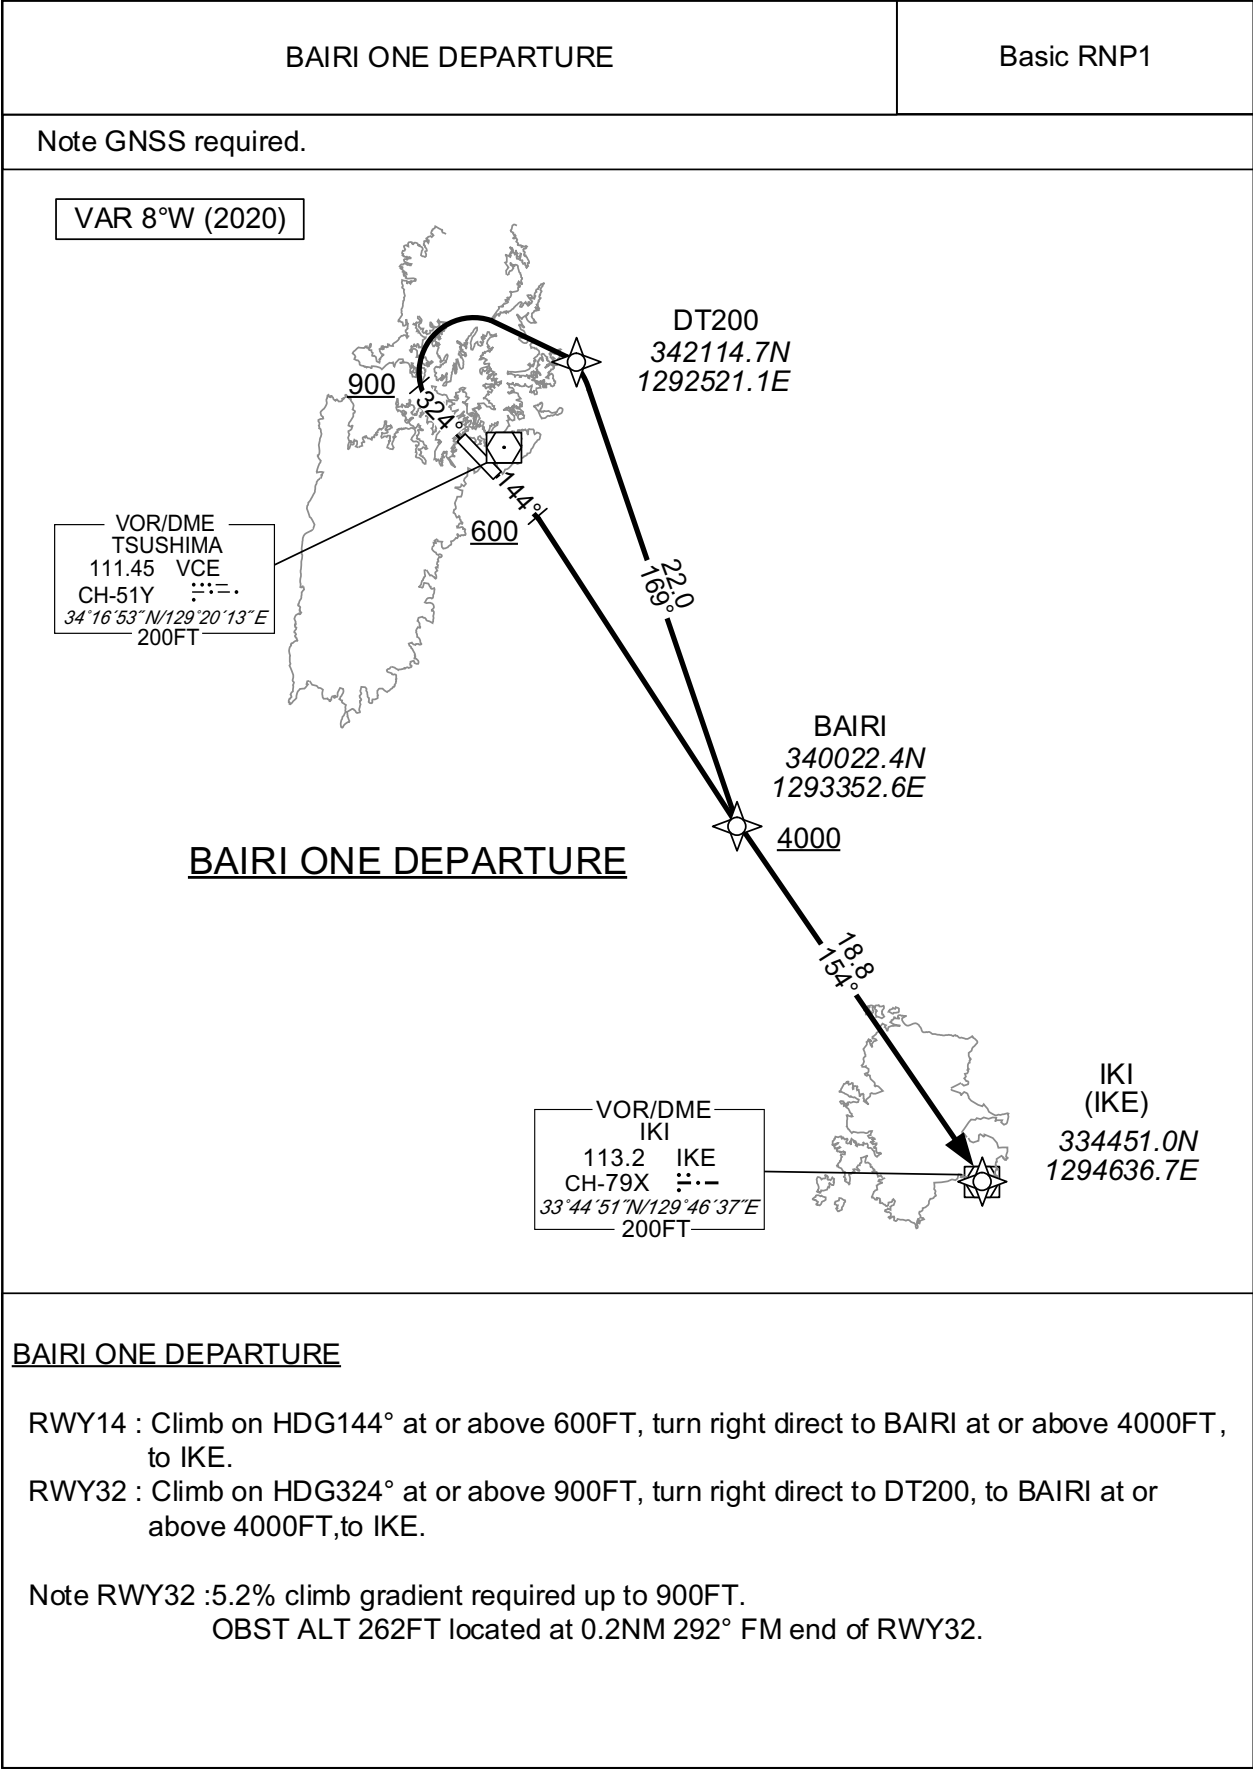 BAIRI ONE DEPARTURE
Basic RNP1
Note GNSS required.
VAR 8°W (2020)
DT200
342114.7N
1292521.1E
900
324°
144°
600
VOR/DME
TSUSHIMA
111.45 VCE
CH-51Y
34°16´53˝N/129°20´13˝E
200FT
22.0
169°
BAIRI
340022.4N
1293352.6E
4000
BAIRI ONE DEPARTURE
18.8
154°
IKI
(IKE)
334451.0N
1294636.7E
VOR/DME
IKI
113.2 IKE
CH-79X
33°44´51˝N/129°46´37˝E
200FT
BAIRI ONE DEPARTURE
RWY14 : Climb on HDG144° at or above 600FT, turn right direct to BAIRI at or above 4000FT,
to IKE.
RWY32 : Climb on HDG324° at or above 900FT, turn right direct to DT200, to BAIRI at or
above 4000FT,to IKE.
Note RWY32 :5.2% climb gradient required up to 900FT.
OBST ALT 262FT located at 0.2NM 292° FM end of RWY32.